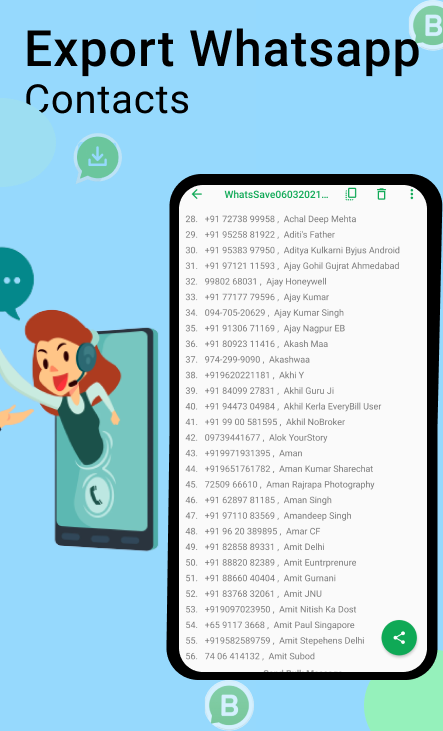 Export Whatsapp
Contacts
B
WhatsSave06032021...
28. +91 72738 99958 , Achal Deep Mehta
29. +91 95258 81922 , Aditi's Father
30. +91 95383 97950 , Aditya Kulkarni Byjus Android
31. +91 97121 11593 , Ajay Gohil Gujrat Ahmedabad
32. 99802 68031 , Ajay Honeywell
33. +91 77177 79596 , Ajay Kumar
34. 094-705-20629 , Ajay Kumar Singh
35. +91 91306 71169 , Ajay Nagpur EB
36. +91 80923 11416 , Akash Maa
37. 974-299-9090 , Akashwaa
38. +919620221181 , Akhi Y
39. +91 84099 27831 , Akhil Guru Ji
40. +91 94473 04984 , Akhil Kerla EveryBill User
41. +91 99 00 581595 , Akhil NoBroker
42. 09739441677 , Alok YourStory
43. +919971931395 , Aman
44. +919651761782 , Aman Kumar Sharechat
45. 72509 66610 , Aman Rajrapa Photography
46. +91 62897 81185 , Aman Singh
47. +91 97110 83569 , Amandeep Singh
48. +91 96 20 389895 , Amar CF
49. +91 82858 89331 , Amit Delhi
50. +91 88820 82389 , Amit Euntrprenure
51. +91 88660 40404 , Amit Gumani
52. +91 83768 32061 , Amit JNU
53. +919097023950 , Amit Nitish Ka Dost
54. +65 9117 3668 , Amit Paul Singapore
55. +919582589759 , Amit Stepehens Delhi
56. 74 06 414132 , Amit Subod
B